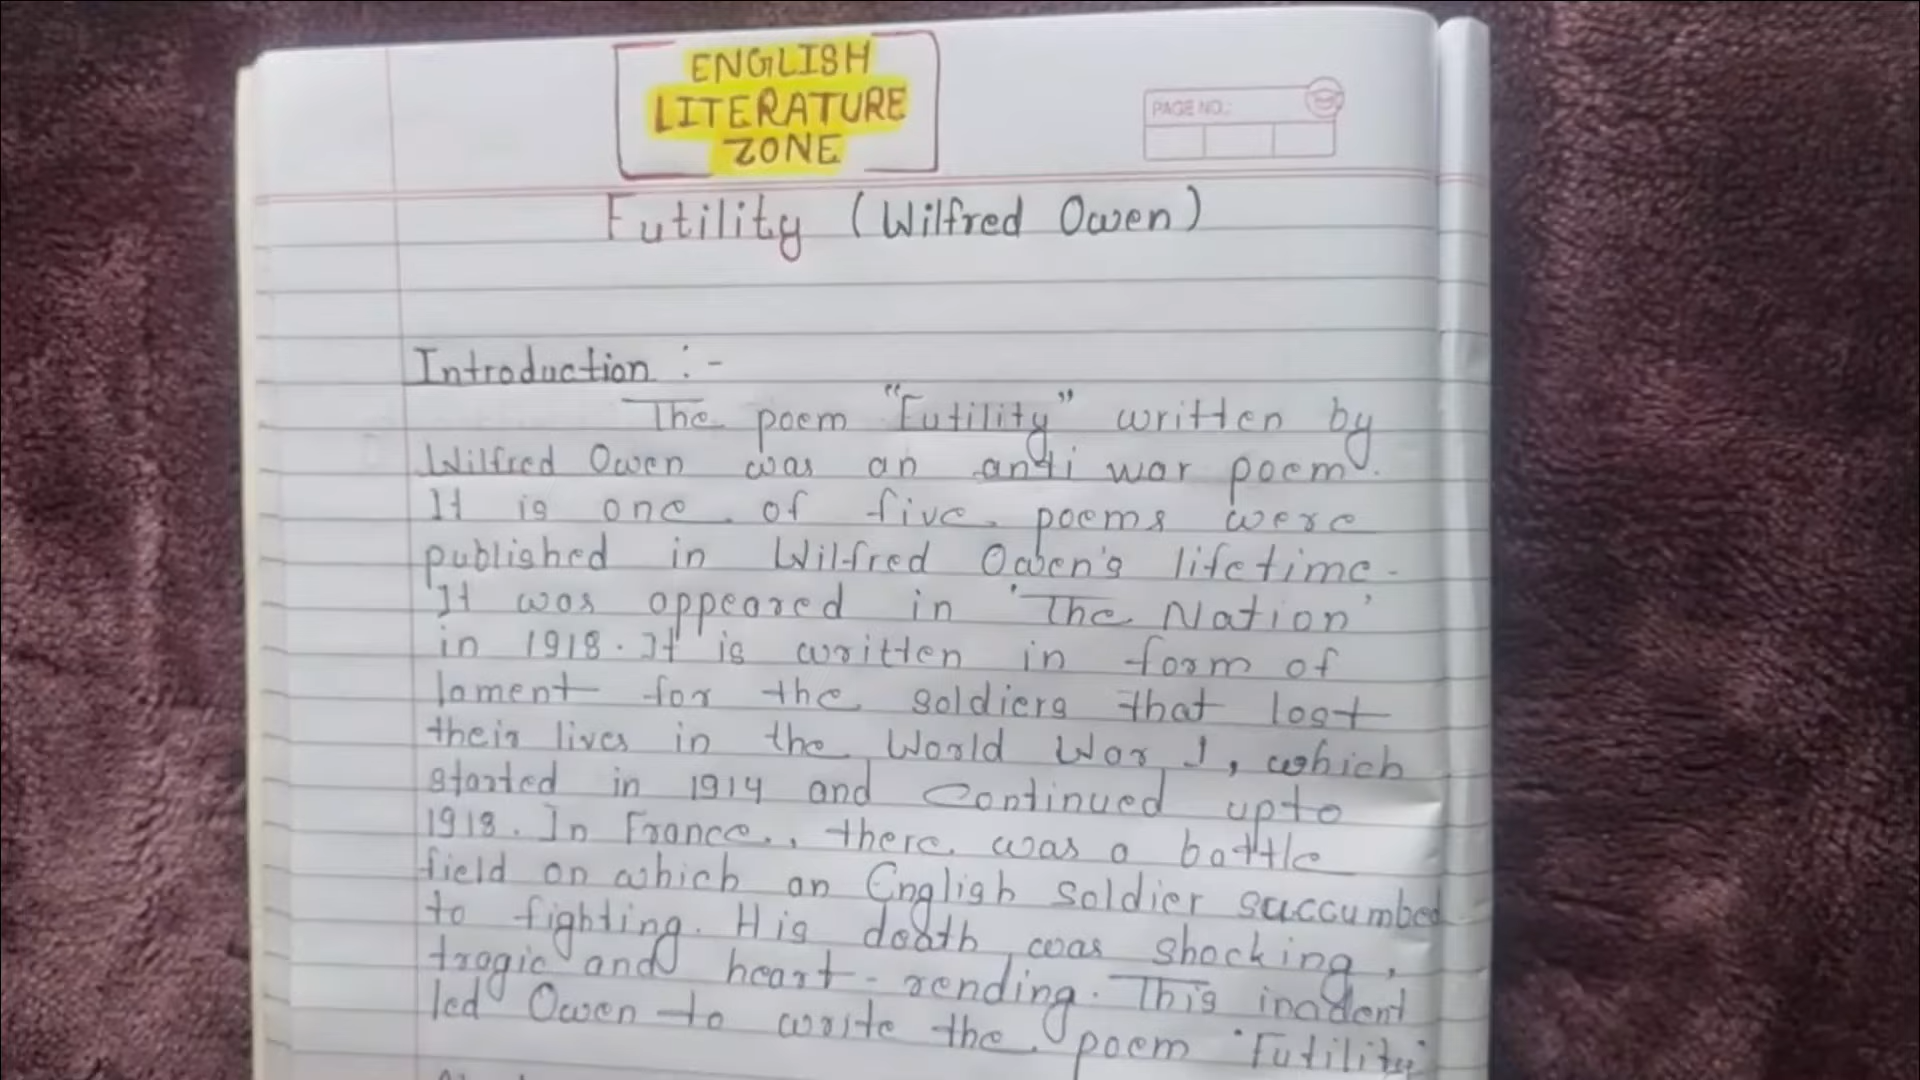 ENGLISH
LITERATURE
ZONE
PAGE NO.:
Futility (Wilfred Owen)
Introduction :-
The poem "Futility" written by
Wilfred Owen was an anti war poem.
It is one of five poems were
published in Wilfred Owen's lifetime.
It was appeared in 'The Nation'
in 1918. It is written in form of
lament for the soldiers that lost
their lives in the World War I, which
started in 1914 and continued upto
1918. In France, there was a battle
field on which an English soldier succumbed
to fighting. His death was shocking,
tragic and heart-rending. This incident
led Owen to write the poem 'Futility'